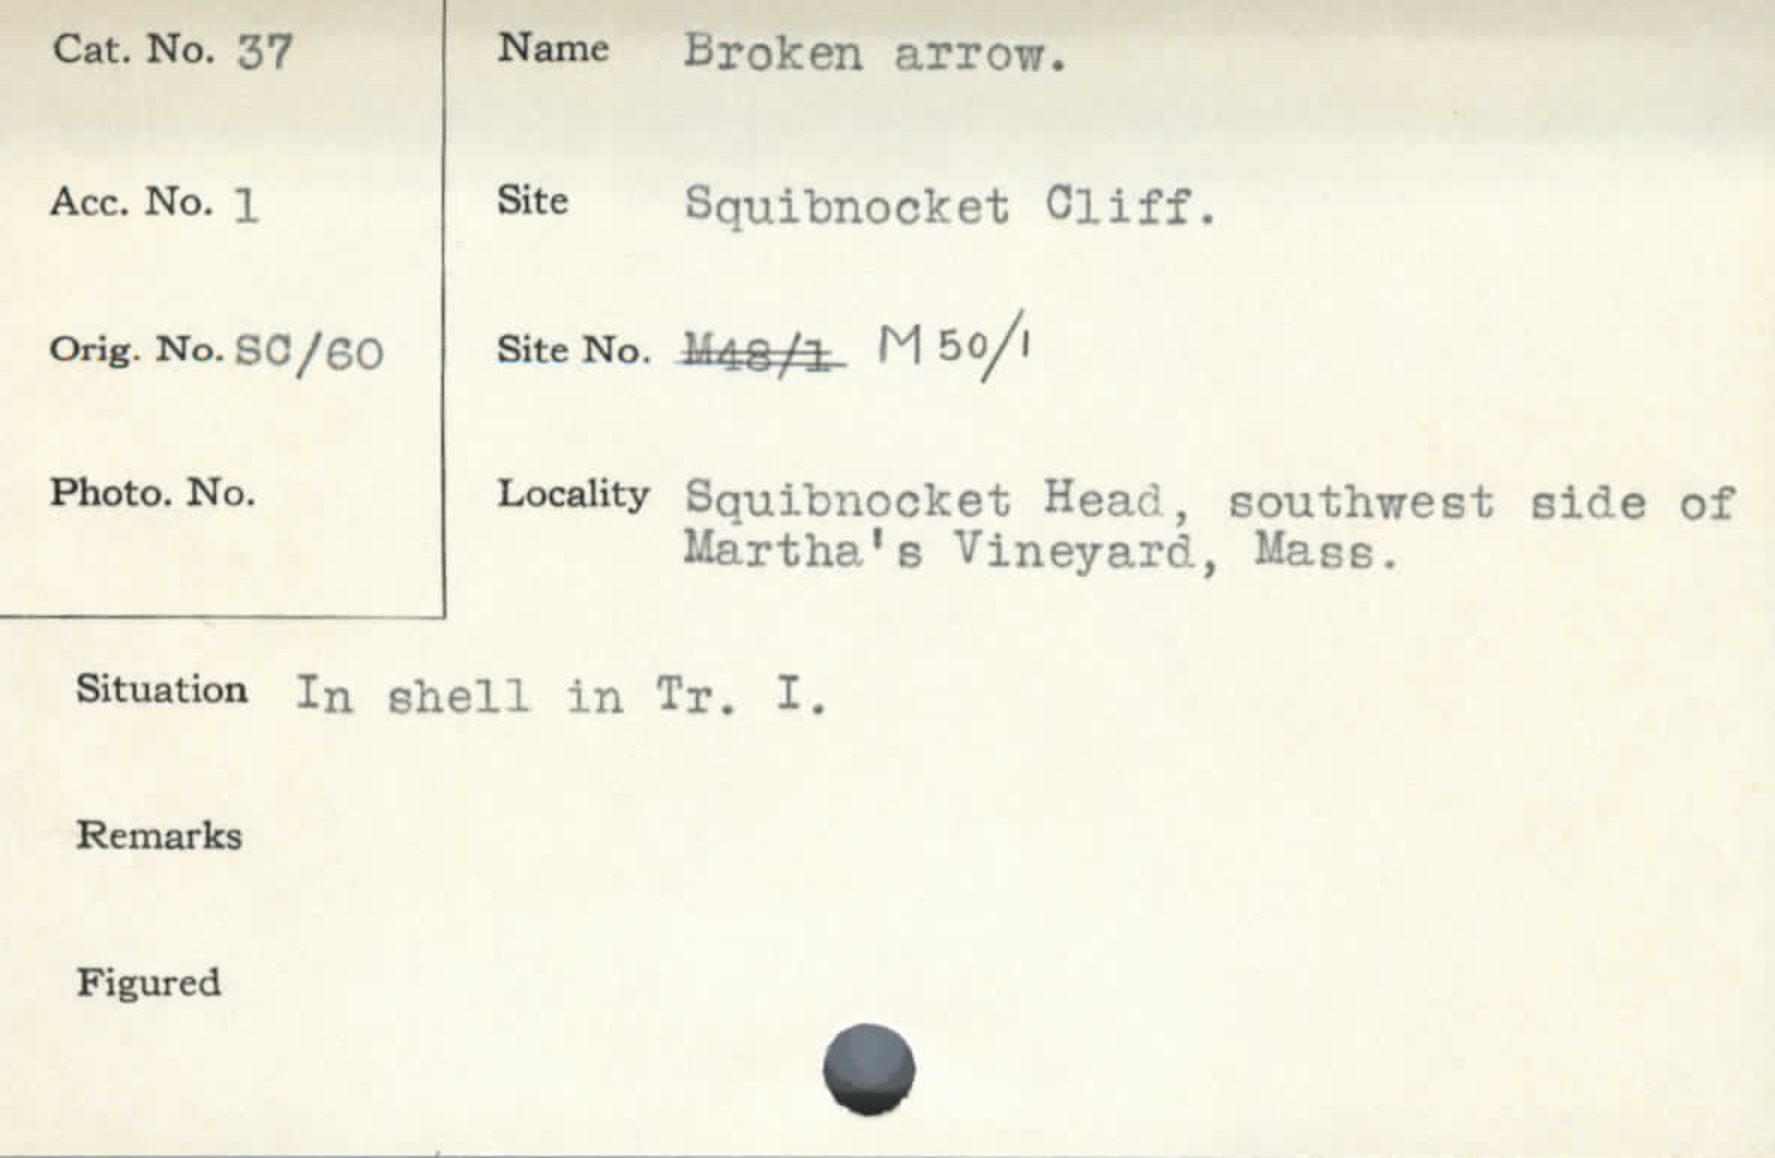 Cat. No. 37
Name Broken arrow.
Acc. No. 1
Site Squibnocket Cliff.
Orig. No. SC/60
Site No. M48/1 M 50/1
Photo. No.
Locality Squibnocket Head, southwest side of
Martha's Vineyard, Mass.
Situation In shell in Tr. I.
Remarks
Figured